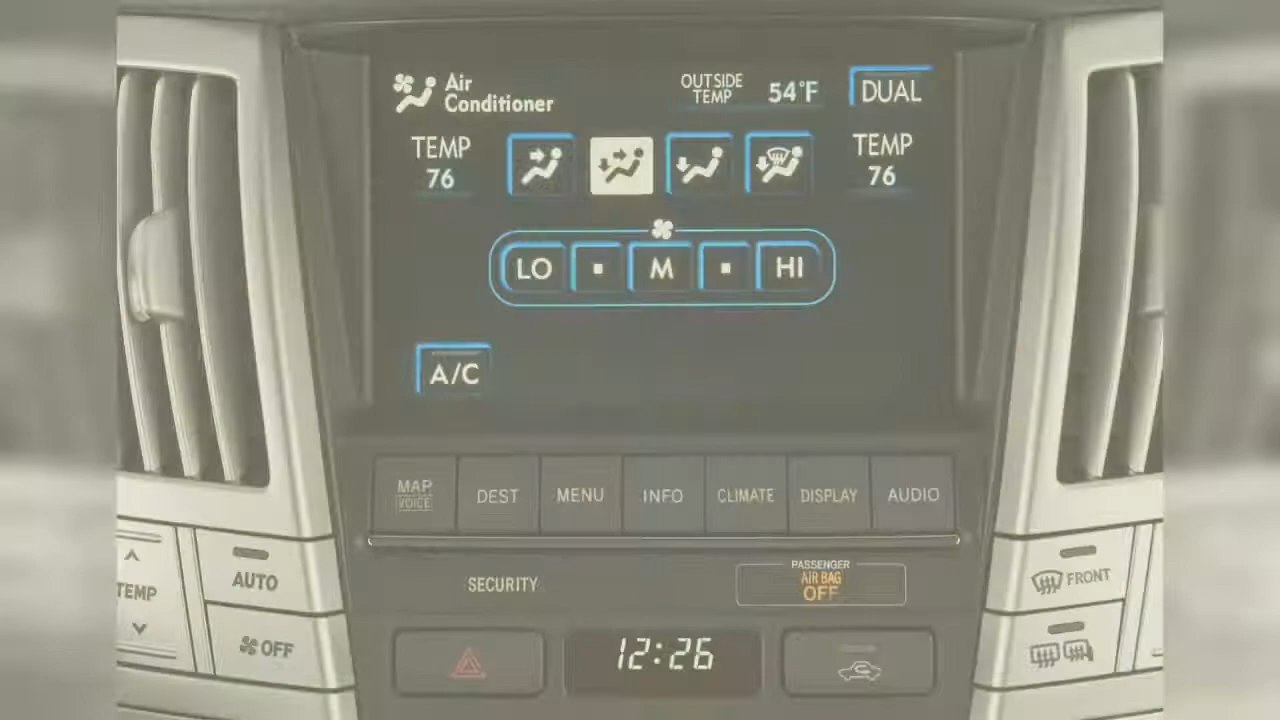 Air
Conditioner
OUTSIDE
TEMP
54°F
DUAL
TEMP
76
TEMP
76
LO
M
HI
A/C
MAP
VOICE
DEST
MENU
INFO
CLIMATE
DISPLAY
AUDIO
TEMP
AUTO
OFF
SECURITY
PASSENGER
AIR BAG
OFF
12:26
FRONT